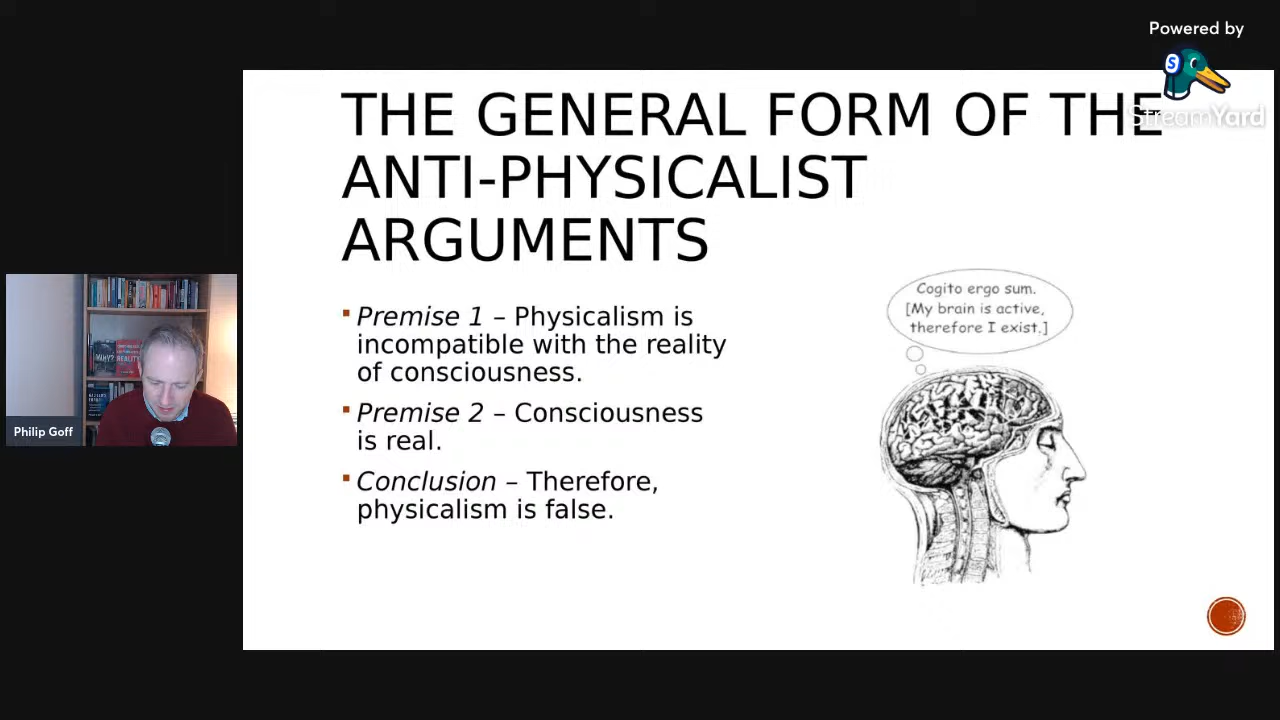 Powered by
S
StreamYard
THE GENERAL FORM OF THE
ANTI-PHYSICALIST
ARGUMENTS
Premise 1 – Physicalism is
incompatible with the reality
of consciousness.
Premise 2 – Consciousness
is real.
Conclusion – Therefore,
physicalism is false.
Cogito ergo sum.
[My brain is active,
therefore I exist.]
WHY?
REALITY
Philip Goff